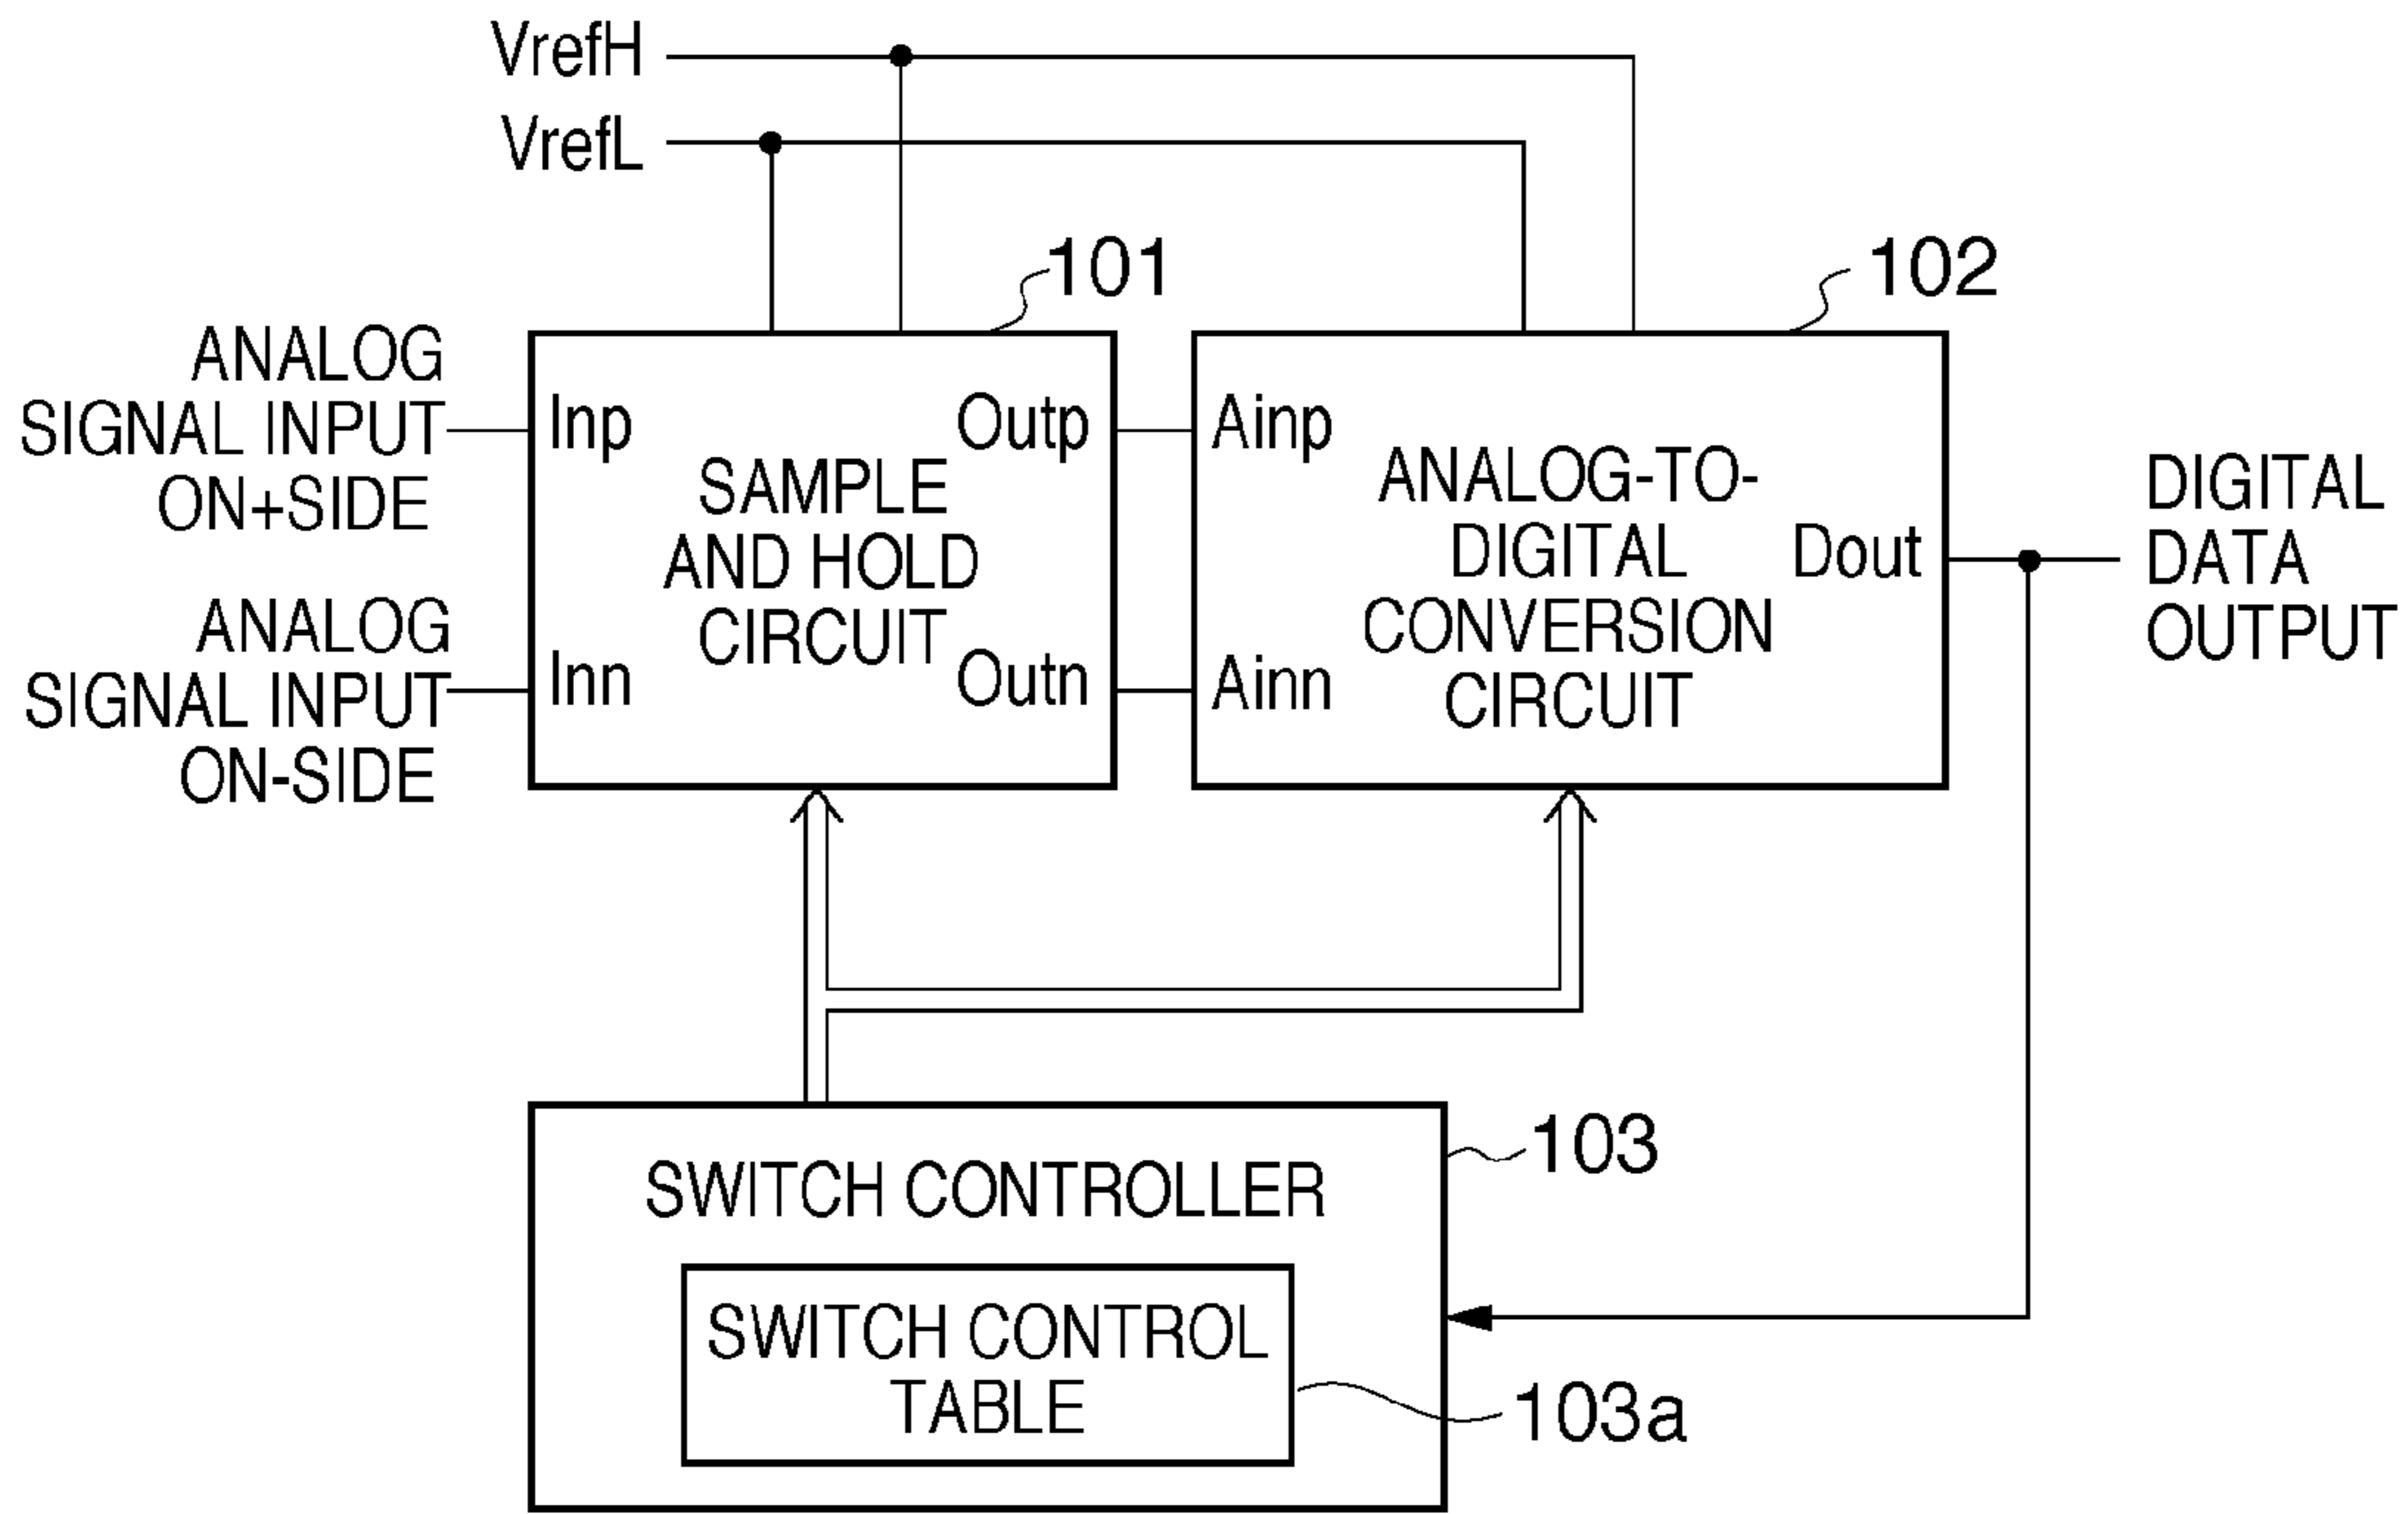 VrefH
VrefL
101
102
ANALOG
SIGNAL INPUT
ON+SIDE
ANALOG
SIGNAL INPUT
ON-SIDE
Inp
Outp
SAMPLE
AND HOLD
CIRCUIT
Inn
Outn
Ainp
ANALOG-TO-
DIGITAL
CONVERSION
CIRCUIT
Ainn
Dout
DIGITAL
DATA
OUTPUT
103
SWITCH CONTROLLER
SWITCH CONTROL
TABLE
103a